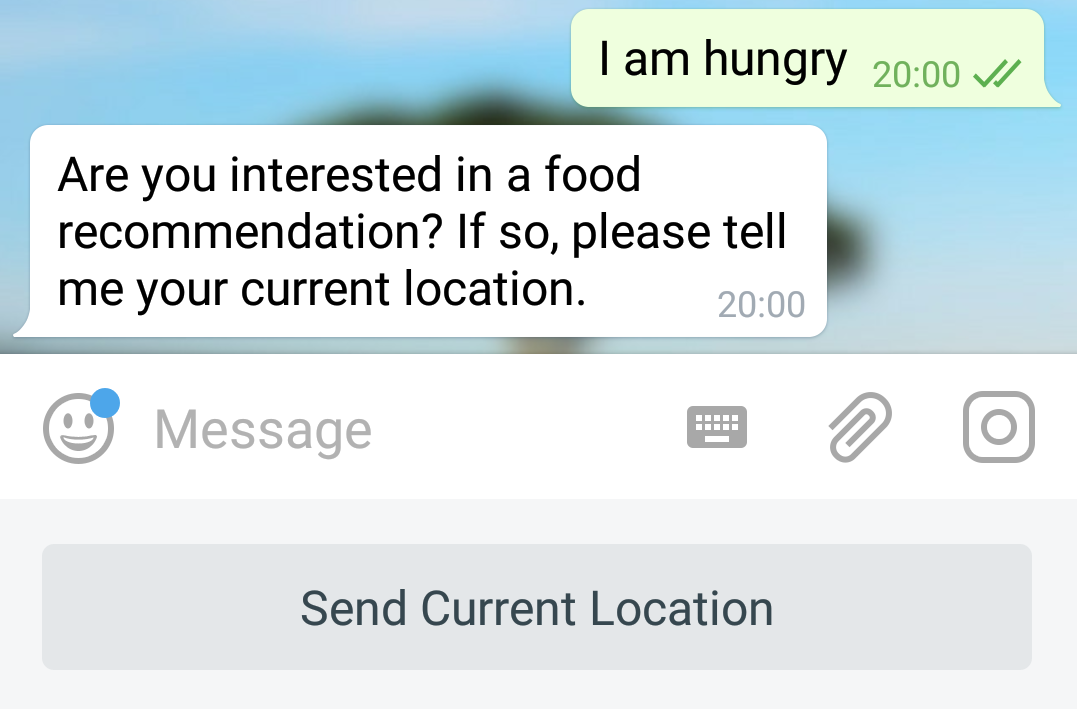 I am hungry 20:00
Are you interested in a food
recommendation? If so, please tell
me your current location. 20:00
Message
Send Current Location